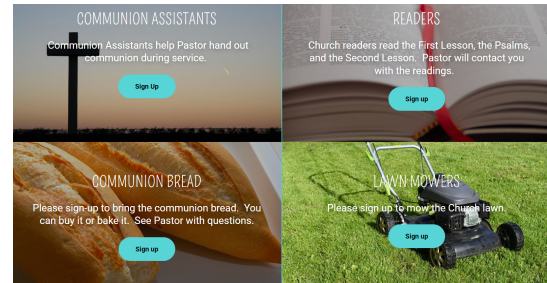 COMMUNION ASSISTANTS
Communion Assistants help Pastor hand out
communion during service.
Sign Up
READERS
Church readers read the First Lesson, the Psalms,
and the Second Lesson. Pastor will contact you
with the readings.
Sign up
COMMUNION BREAD
Please sign-up to bring the communion bread. You
can buy it or bake it. See Pastor with questions.
Sign up
LAWN MOWERS
Please sign up to mow the Church lawn.
Sign up